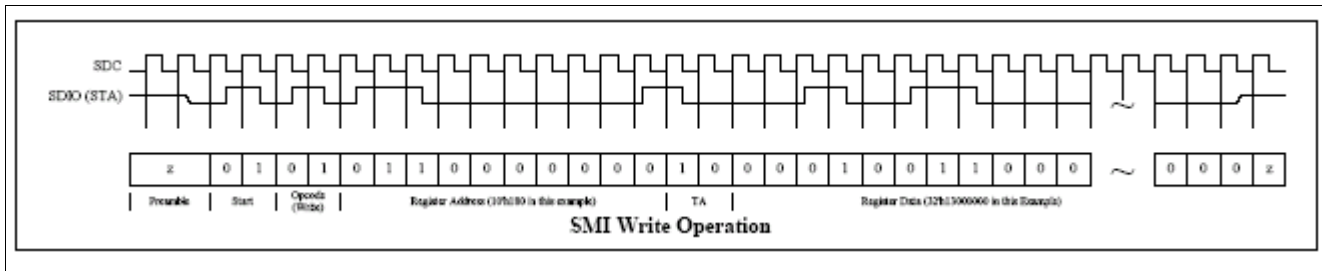 SDC
SDIO (STA)
~
z 0 1 0 1 0 1 1 0 0 0 0 0 0 0 1 0 0 0 0 1 0 0 1 1 0 0 0 ~ 0 0 0 z
Preamble Start Opcode (Write) Register Address (10'h180 in this example) TA Register Data (32'h13000000 in this Example)
SMI Write Operation